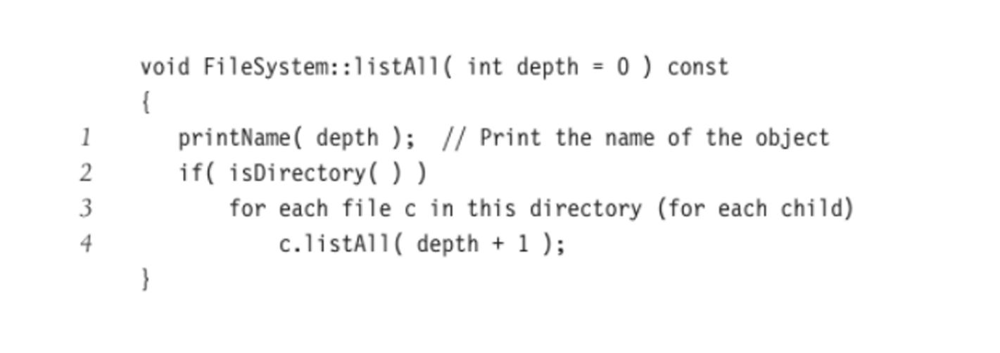 void FileSystem::listAll( int depth = 0 ) const
{
1 printName( depth ); // Print the name of the object
2 if( isDirectory( ) )
3 for each file c in this directory (for each child)
4 c.listAll( depth + 1 );
}